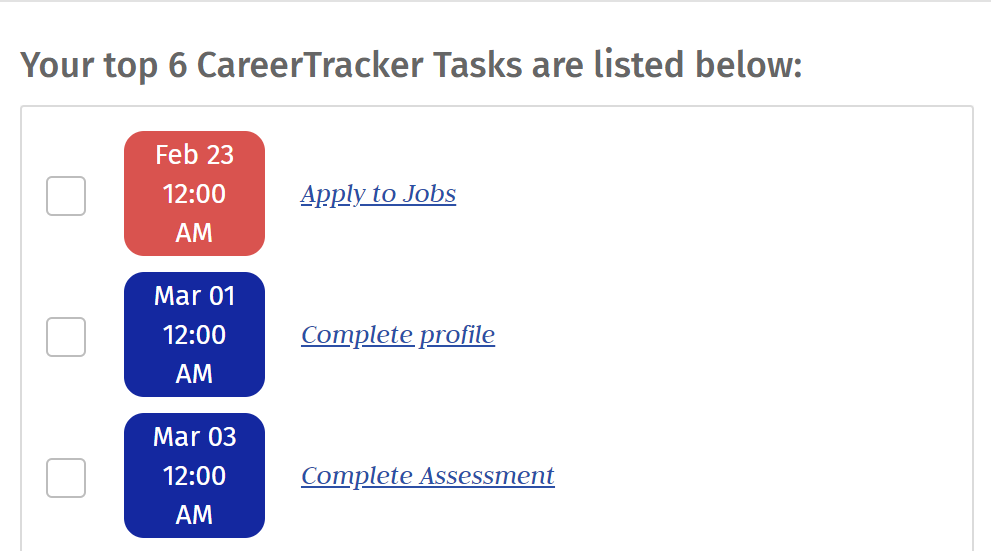 Your top 6 CareerTracker Tasks are listed below:
Feb 23
12:00
AM
Apply to Jobs
Mar 01
12:00
AM
Complete profile
Mar 03
12:00
AM
Complete Assessment